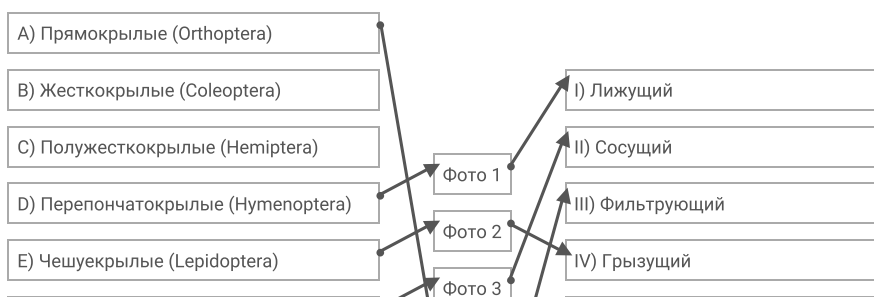 A) Прямокрылые (Orthoptera)
B) Жесткокрылые (Coleoptera)
C) Полужесткокрылые (Hemiptera)
D) Перепончатокрылые (Hymenoptera)
E) Чешуекрылые (Lepidoptera)
Фото 1
Фото 2
Фото 3
I) Лижущий
II) Сосущий
III) Фильтрующий
IV) Грызущий